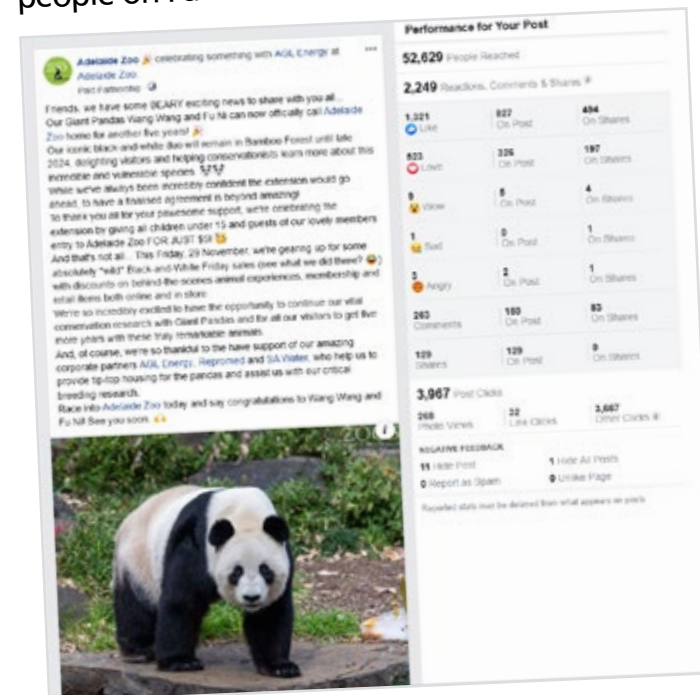 people on
Adelaide Zoo 🎉 celebrating something with AGL Energy at
Adelaide Zoo.
Paid Partnership
Friends, we have some BEARY exciting news to share with you all...
Our Giant Pandas Wang Wang and Fu Ni can now officially call Adelaide
Zoo home for another five years! 🎉
Our iconic black-and-white duo will remain in Bamboo Forest until late
2024, delighting visitors and helping conservationists learn more about this
incredible and vulnerable species. 🐼🐼
While we've always been incredibly confident the extension would go
ahead, to have a finalised agreement is beyond amazing!
To thank you all for your pawesome support, we're celebrating the
extension by giving all children under 15 and guests of our lovely members
entry to Adelaide Zoo FOR JUST $5!
And that's not all... This Friday, 29 November, we're gearing up for some
absolutely *wild* Black-and-White Friday sales (see what we did there? 😂)
with discounts on behind-the-scenes animal experiences, membership and
retail items both online and in store.
We're so incredibly excited to have the opportunity to continue our vital
conservation research with Giant Pandas and for all our visitors to get five
more years with these truly remarkable animals.
And, of course, we're so thankful to the have support of our amazing
corporate partners AGL Energy, Repromed and SA Water, who help us to
provide tip-top housing for the pandas and assist us with our critical
breeding research.
Race into Adelaide Zoo today and say congratulations to Wang Wang and
Fu Ni! See you soon. 🙌
ZOO
Performance for Your Post
52,629 People Reached
2,249 Reactions, Comments & Shares
1,321 827 494
Like On Post On Shares
523 326 197
Love On Post On Shares
9 5 4
Wow On Post On Shares
1 0 1
Sad On Post On Shares
3 2 1
Angry On Post On Shares
263 180 83
Comments On Post On Shares
129 129 0
Shares On Post On Shares
3,967 Post Clicks
268 32 3,667
Photo Views Link Clicks Other Clicks
NEGATIVE FEEDBACK
11 Hide Post 1 Hide All Posts
0 Report as Spam 0 Unlike Page
Reported stats may be delayed from what appears on posts